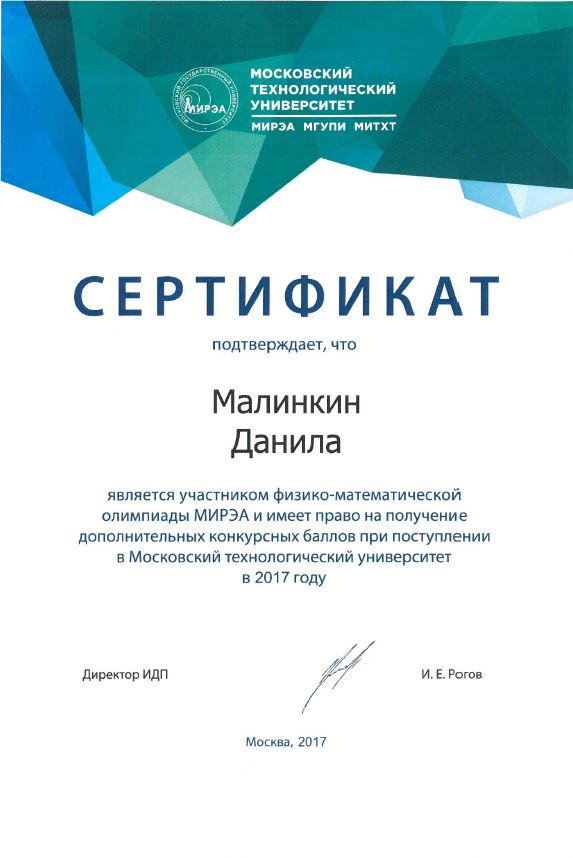 МОСКОВСКИЙ ГОСУДАРСТВЕННЫЙ УНИВЕРСИТЕТ
МИРЭА
МОСКОВСКИЙ
ТЕХНОЛОГИЧЕСКИЙ
УНИВЕРСИТЕТ
МИРЭА МГУПИ МИТХТ
СЕРТИФИКАТ
подтверждает, что
Малинкин
Данила
является участником физико-математической
олимпиады МИРЭА и имеет право на получение
дополнительных конкурсных баллов при поступлении
в Московский технологический университет
в 2017 году
Директор ИДП
И. Е. Рогов
Москва, 2017